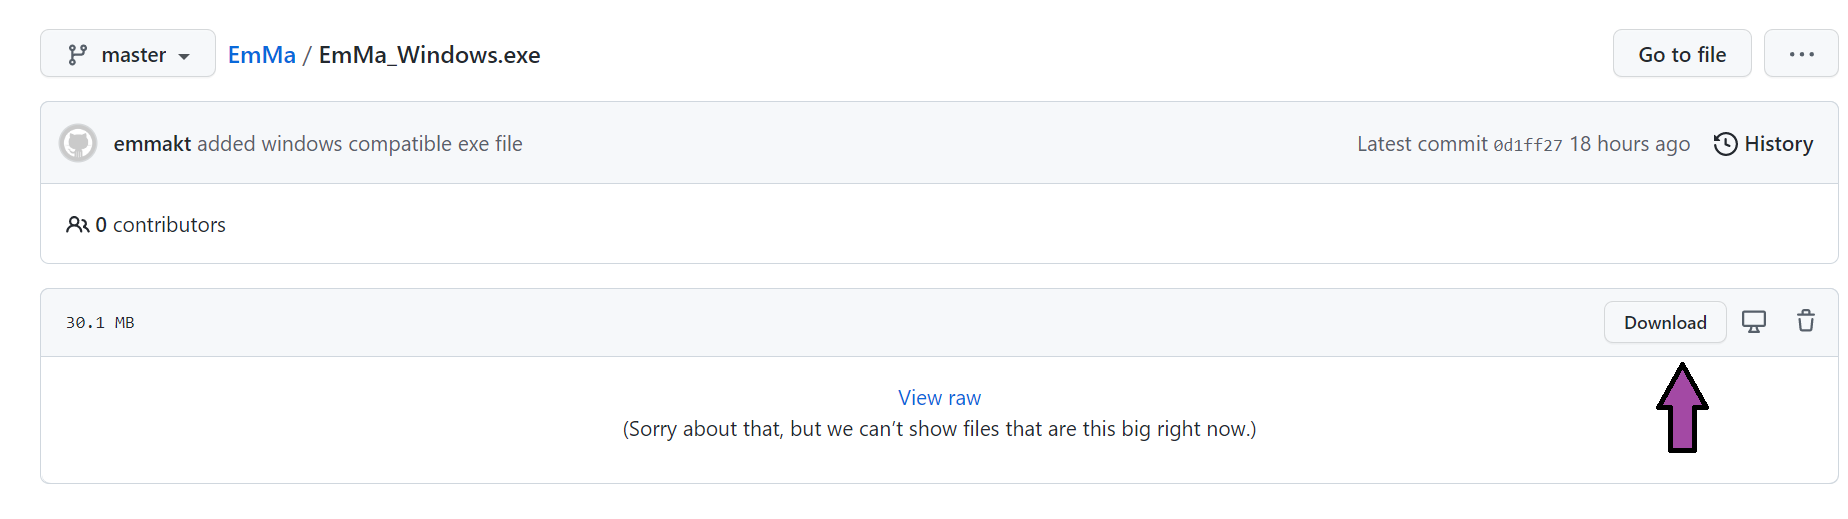 master EmMa / EmMa_Windows.exe Go to file ...
emmakt added windows compatible exe file Latest commit 0d1ff27 18 hours ago History
0 contributors
30.1 MB Download
View raw
(Sorry about that, but we can’t show files that are this big right now.)